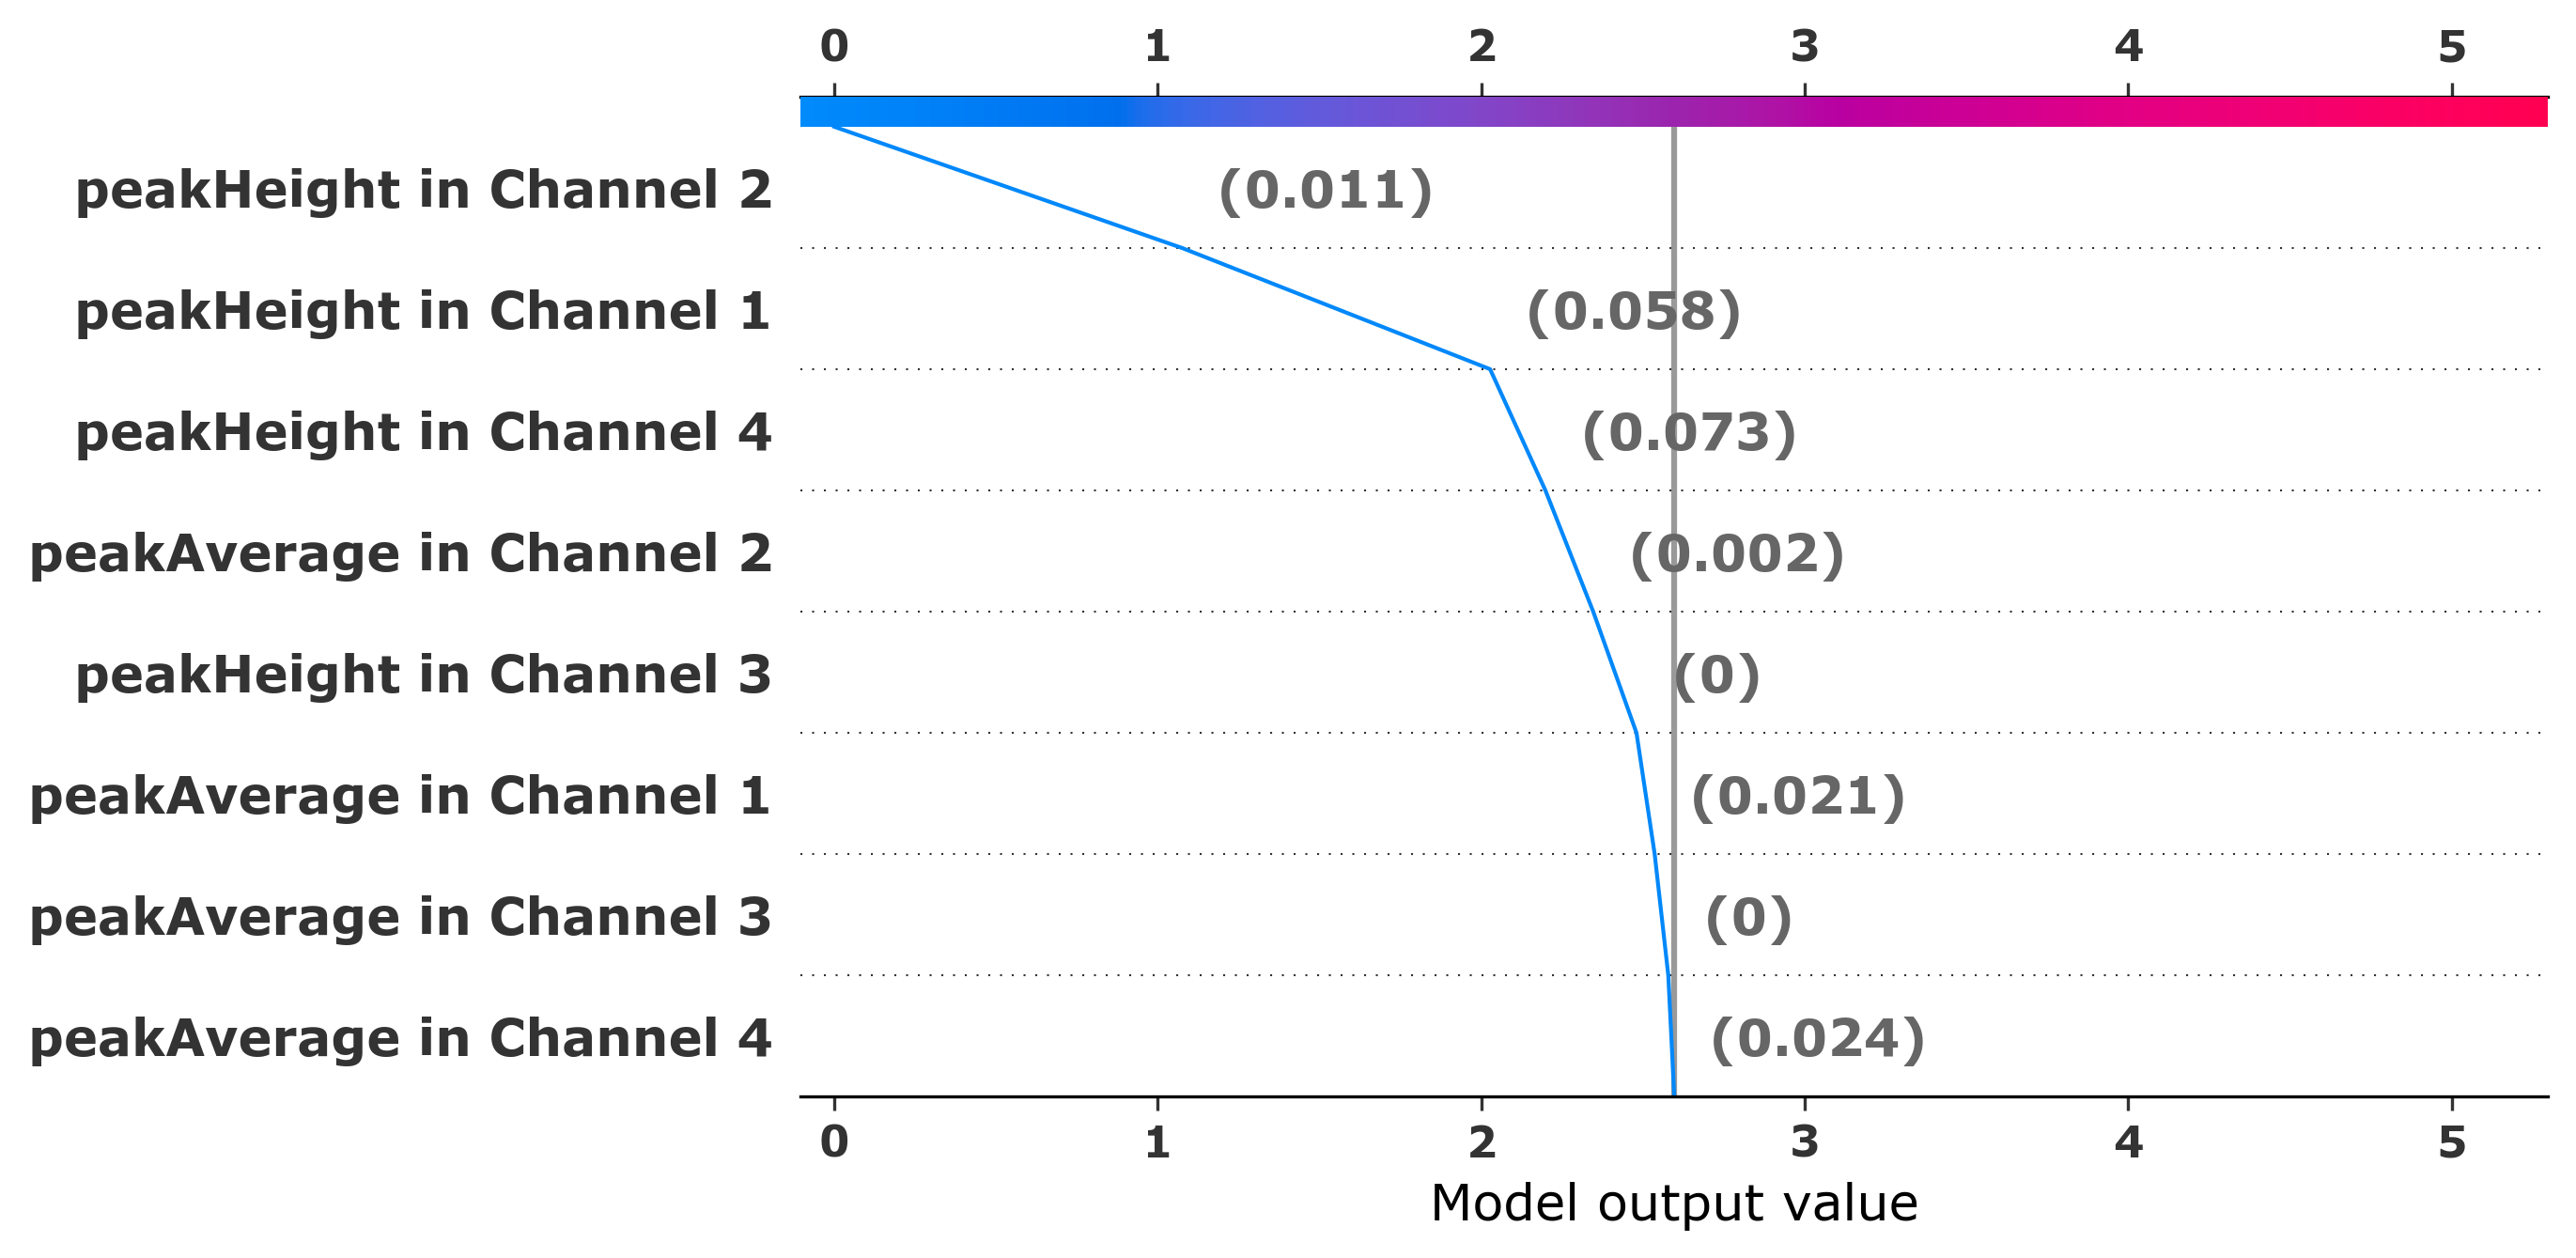 0 1 2 3 4 5
peakHeight in Channel 2 (0.011)
peakHeight in Channel 1 (0.058)
peakHeight in Channel 4 (0.073)
peakAverage in Channel 2 (0.002)
peakHeight in Channel 3 (0)
peakAverage in Channel 1 (0.021)
peakAverage in Channel 3 (0)
peakAverage in Channel 4 (0.024)
0 1 2 3 4 5
Model output value